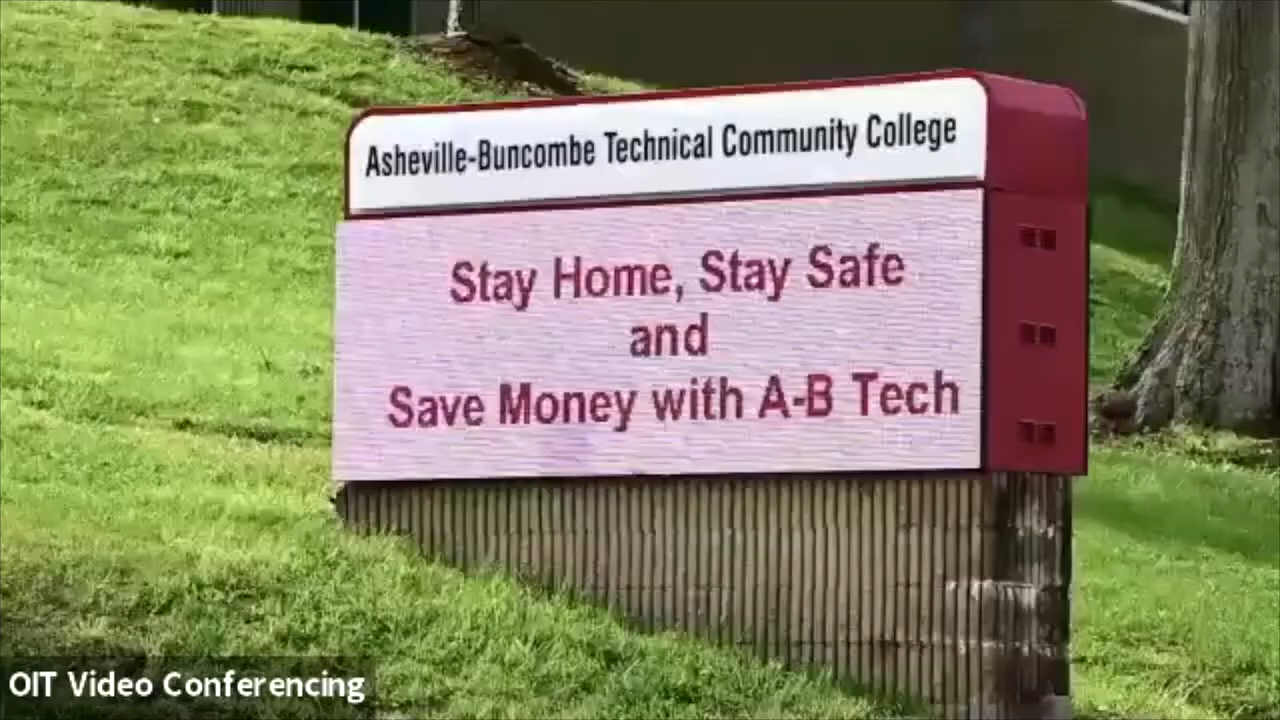 Asheville-Buncombe Technical Community College
Stay Home, Stay Safe
and
Save Money with A-B Tech
OIT Video Conferencing